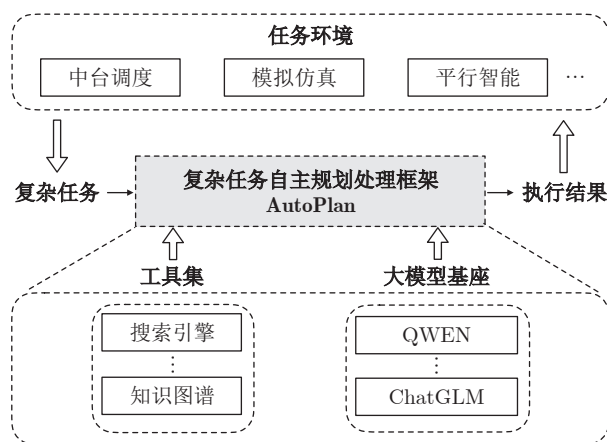 任务环境
中台调度 模拟仿真 平行智能 …
复杂任务 复杂任务自主规划处理框架 执行结果
AutoPlan
工具集 大模型基座
搜索引擎 QWEN
⋮ ⋮
知识图谱 ChatGLM